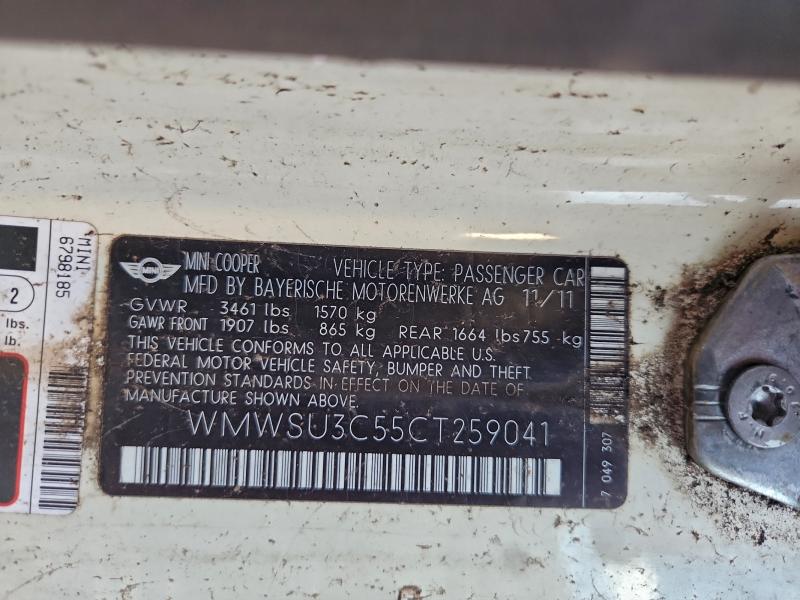 MINI
6798185
2
lbs.
lb.
MINI
MINI COOPER VEHICLE TYPE: PASSENGER CAR
MFD BY BAYERISCHE MOTORENWERKE AG 11/11
GVWR 3461 lbs 1570 kg
GAWR FRONT 1907 lbs 865 kg REAR 1664 lbs 755 kg
THIS VEHICLE CONFORMS TO ALL APPLICABLE U.S.
FEDERAL MOTOR VEHICLE SAFETY, BUMPER AND THEFT
PREVENTION STANDARDS IN EFFECT ON THE DATE OF
MANUFACTURE SHOWN ABOVE.
WMWSU3C55CT259041
7 049 307